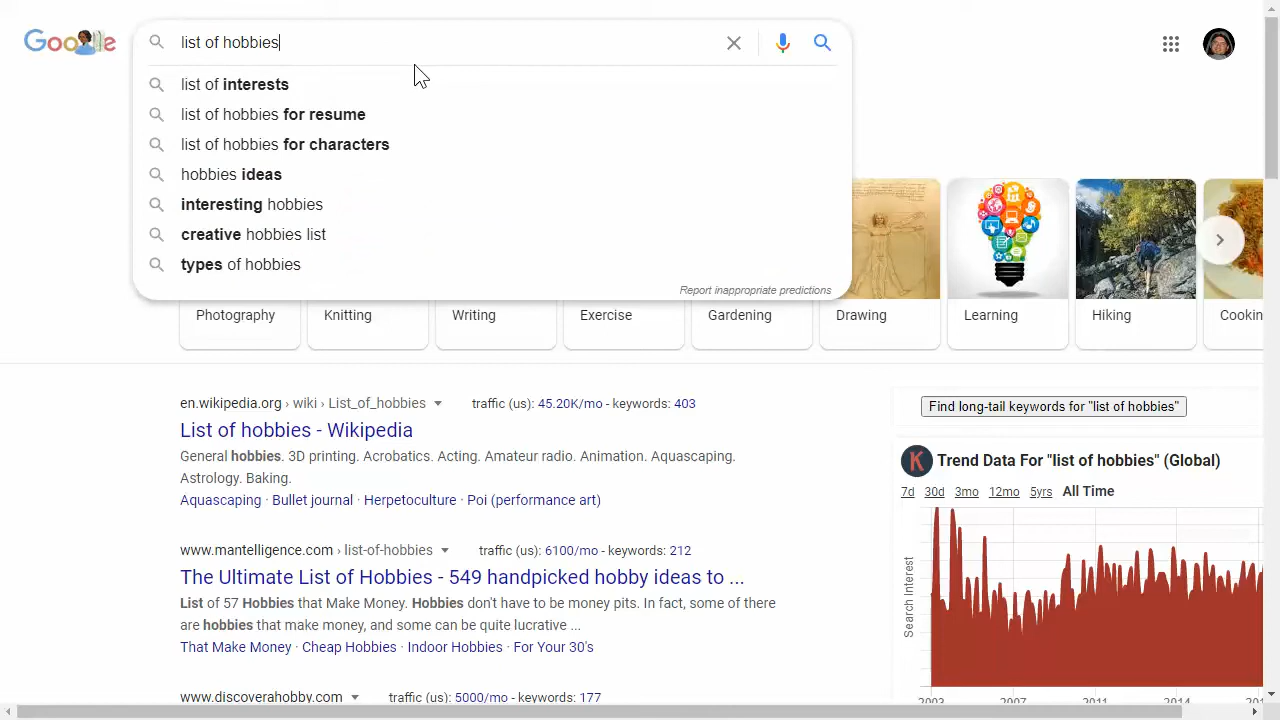 Google
list of hobbies
list of interests
list of hobbies for resume
list of hobbies for characters
hobbies ideas
interesting hobbies
creative hobbies list
types of hobbies
Report inappropriate predictions
Photography
Knitting
Writing
Exercise
Gardening
Drawing
Learning
Hiking
Cookin
en.wikipedia.org › wiki › List_of_hobbies traffic (us): 45.20K/mo - keywords: 403
List of hobbies - Wikipedia
General hobbies. 3D printing. Acrobatics. Acting. Amateur radio. Animation. Aquascaping.
Astrology. Baking.
Aquascaping · Bullet journal · Herpetoculture · Poi (performance art)
www.mantelligence.com › list-of-hobbies traffic (us): 6100/mo - keywords: 212
The Ultimate List of Hobbies - 549 handpicked hobby ideas to ...
List of 57 Hobbies that Make Money. Hobbies don't have to be money pits. In fact, some of there
are hobbies that make money, and some can be quite lucrative ...
That Make Money · Cheap Hobbies · Indoor Hobbies · For Your 30's
www.discoverahobby.com traffic (us): 5000/mo - keywords: 177
Find long-tail keywords for "list of hobbies"
K
Trend Data For "list of hobbies" (Global)
7d 30d 3mo 12mo 5yrs All Time
Search Interest
2003 2007 2011 2014